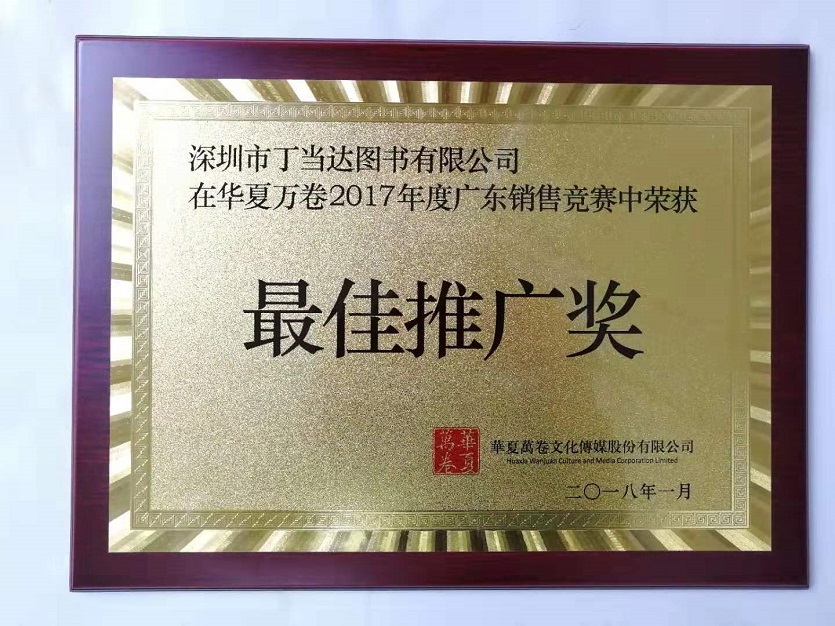 深圳市丁当达图书有限公司
在华夏万卷2017年度广东销售竞赛中荣获
最佳推广奖
華夏
萬卷
華夏萬卷文化傳媒股份有限公司
Huaxia Wanjuan Culture and Media Corporation Limited
二〇一八年一月